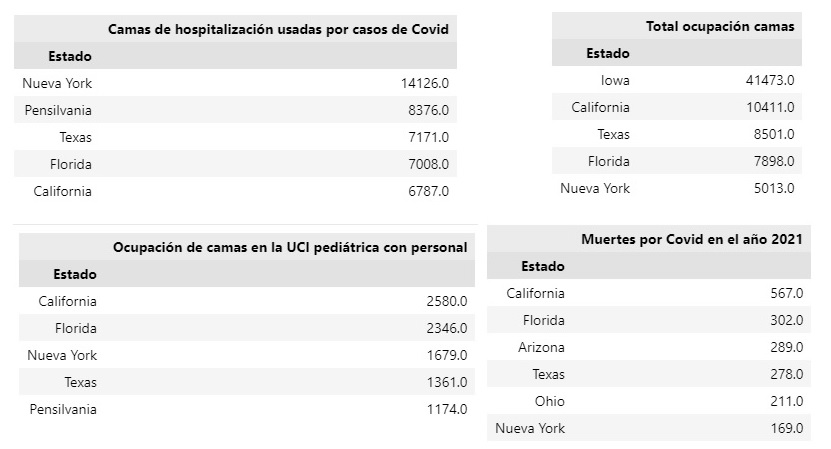 Camas de hospitalización usadas por casos de Covid
Estado
Nueva York 14126.0
Pensilvania 8376.0
Texas 7171.0
Florida 7008.0
California 6787.0
Total ocupación camas
Estado
Iowa 41473.0
California 10411.0
Texas 8501.0
Florida 7898.0
Nueva York 5013.0
Ocupación de camas en la UCI pediátrica con personal
Estado
California 2580.0
Florida 2346.0
Nueva York 1679.0
Texas 1361.0
Pensilvania 1174.0
Muertes por Covid en el año 2021
Estado
California 567.0
Florida 302.0
Arizona 289.0
Texas 278.0
Ohio 211.0
Nueva York 169.0